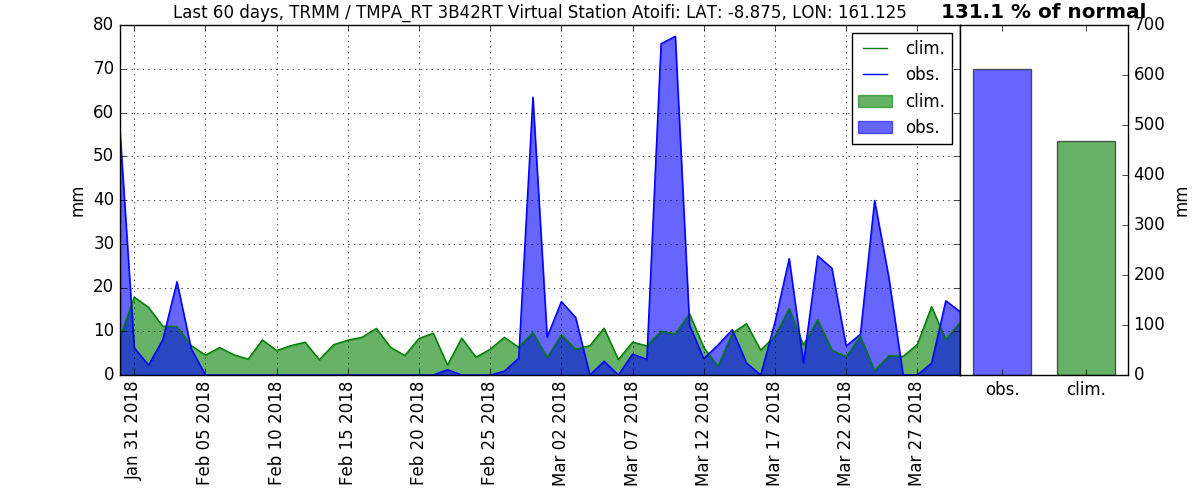 Last 60 days, TRMM / TMPA_RT 3B42RT Virtual Station Atoifi: LAT: -8.875, LON: 161.125
131.1 % of normal
80
70
60
50
40
30
20
10
0
mm
clim.
obs.
clim.
obs.
700
600
500
400
300
200
100
0
mm
obs.
clim.
Jan 31 2018
Feb 05 2018
Feb 10 2018
Feb 15 2018
Feb 20 2018
Feb 25 2018
Mar 02 2018
Mar 07 2018
Mar 12 2018
Mar 17 2018
Mar 22 2018
Mar 27 2018